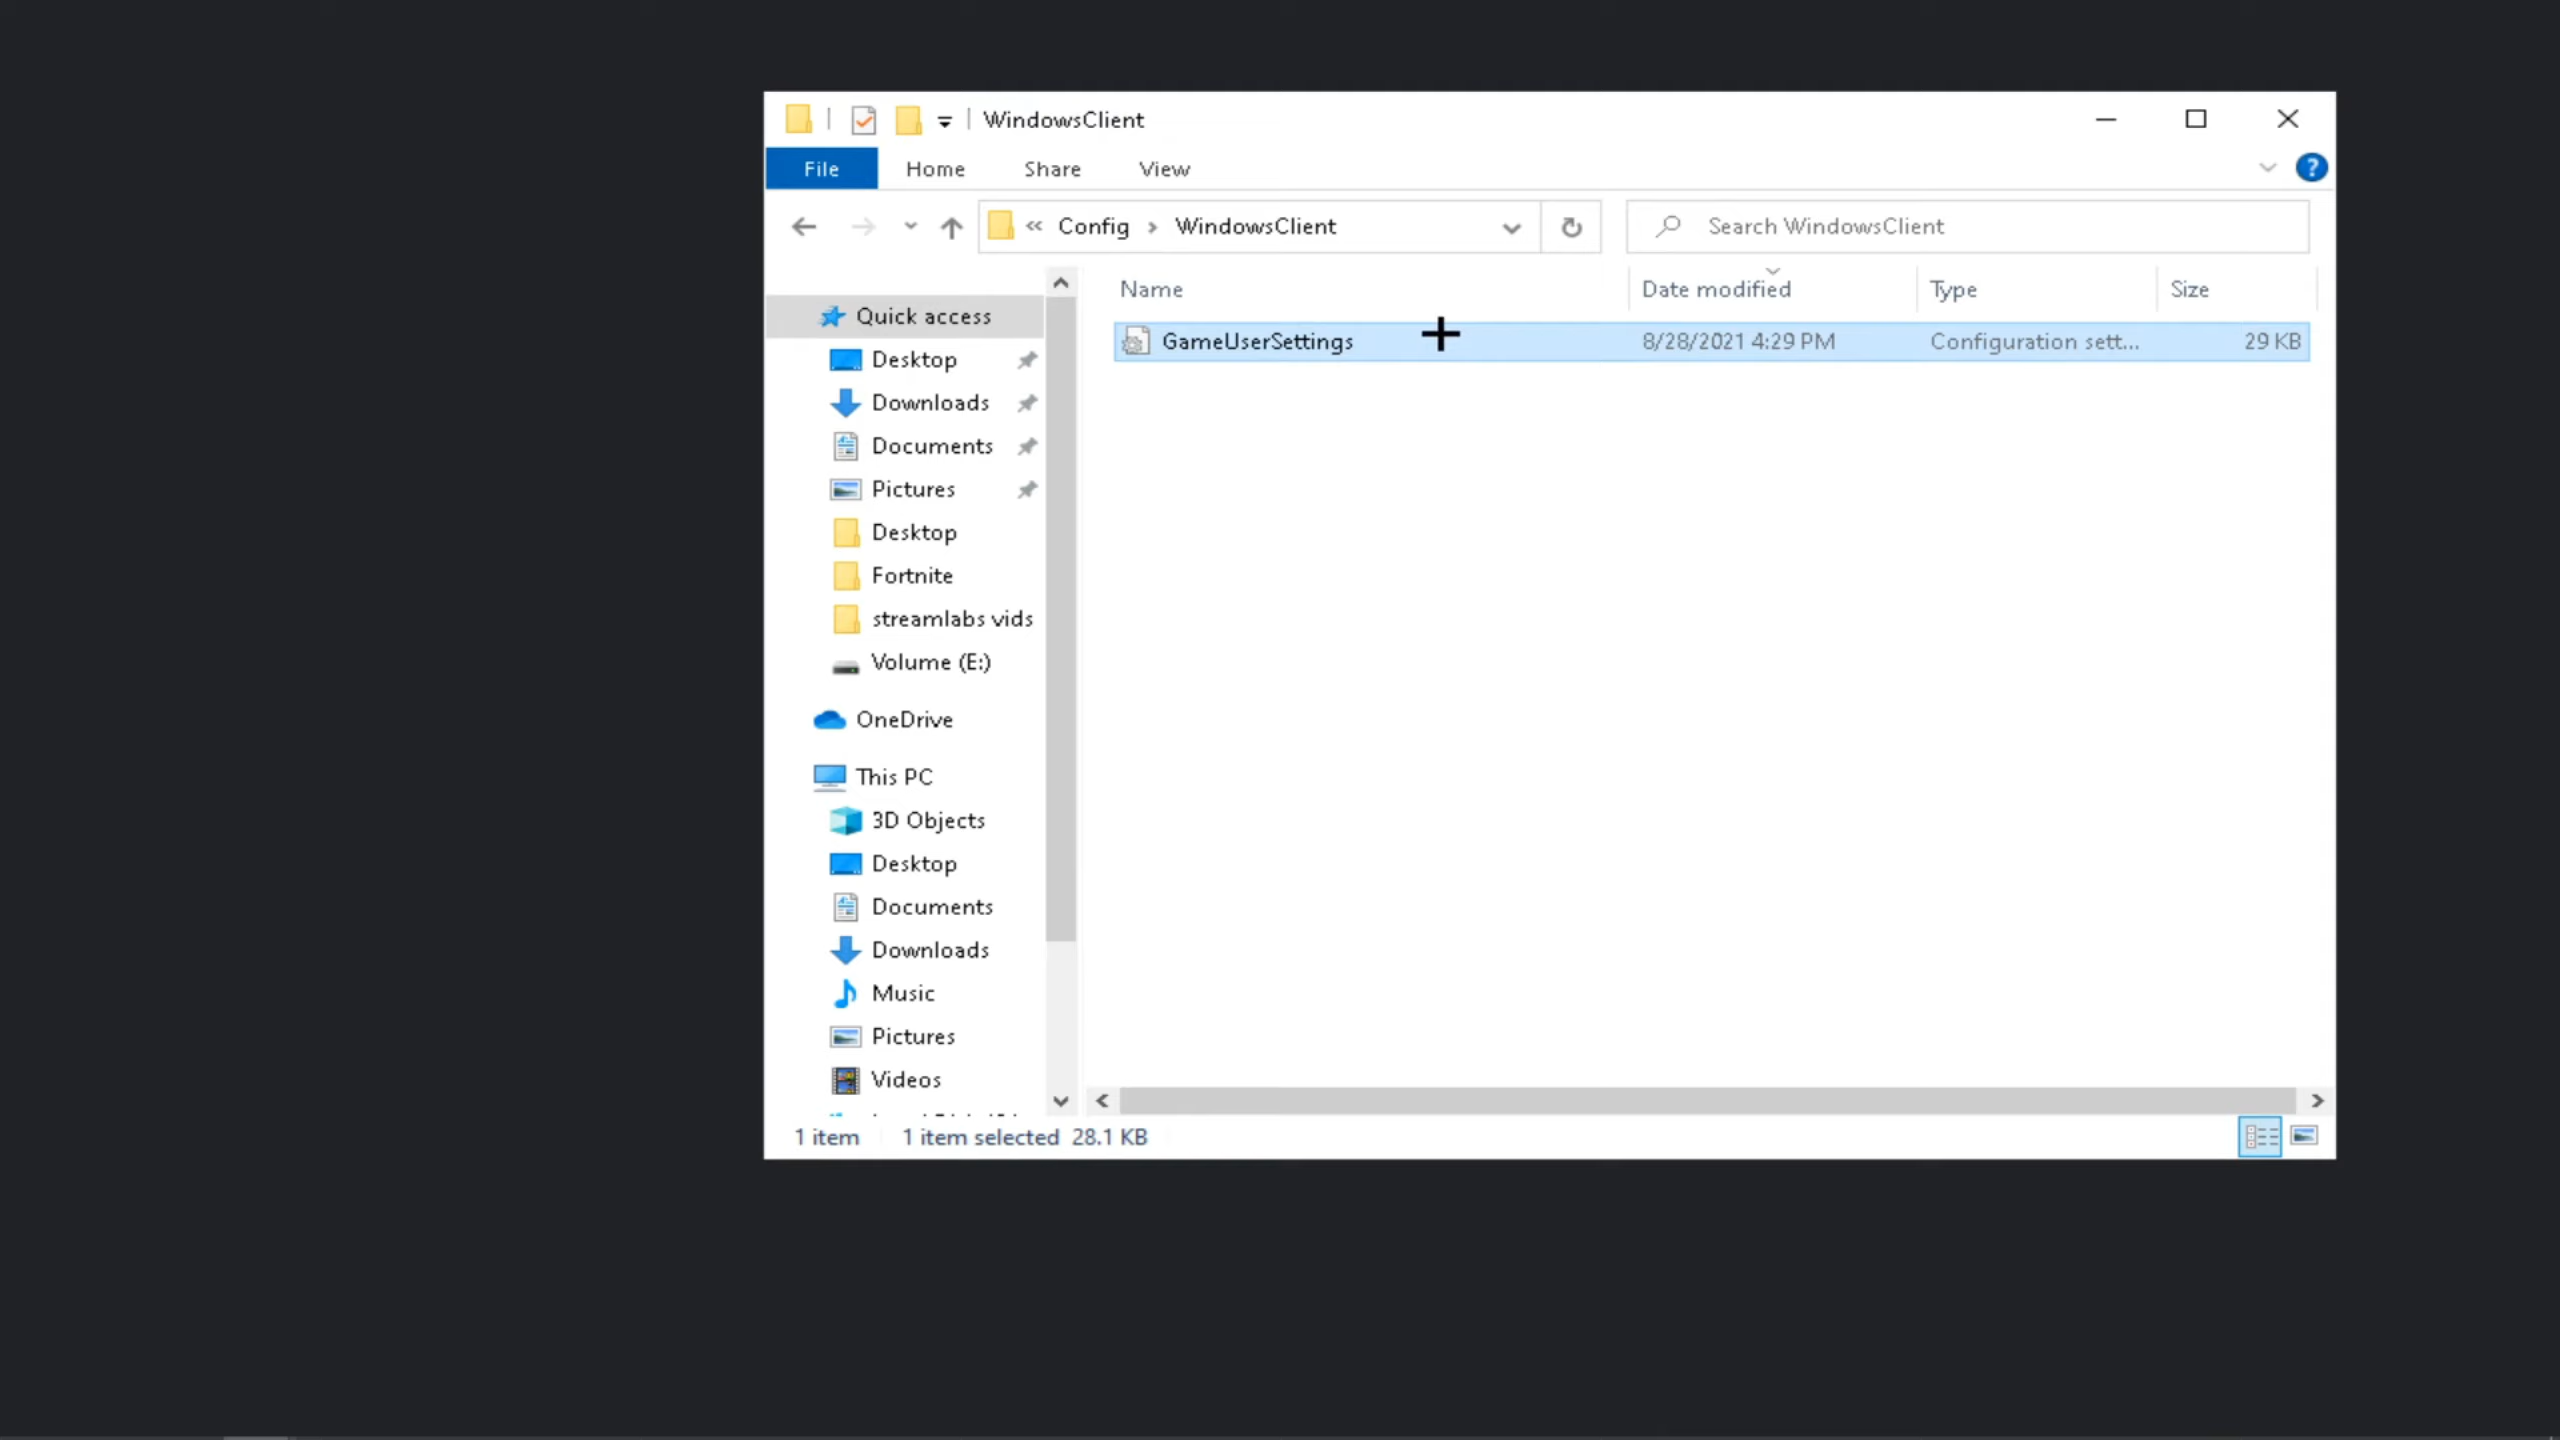 WindowsClient
File Home Share View
« Config > WindowsClient
Search WindowsClient
Name Date modified Type Size
GameUserSettings 8/28/2021 4:29 PM Configuration sett... 29 KB
Quick access
Desktop
Downloads
Documents
Pictures
Desktop
Fortnite
streamlabs vids
Volume (E:)
OneDrive
This PC
3D Objects
Desktop
Documents
Downloads
Music
Pictures
Videos
1 item 1 item selected 28.1 KB